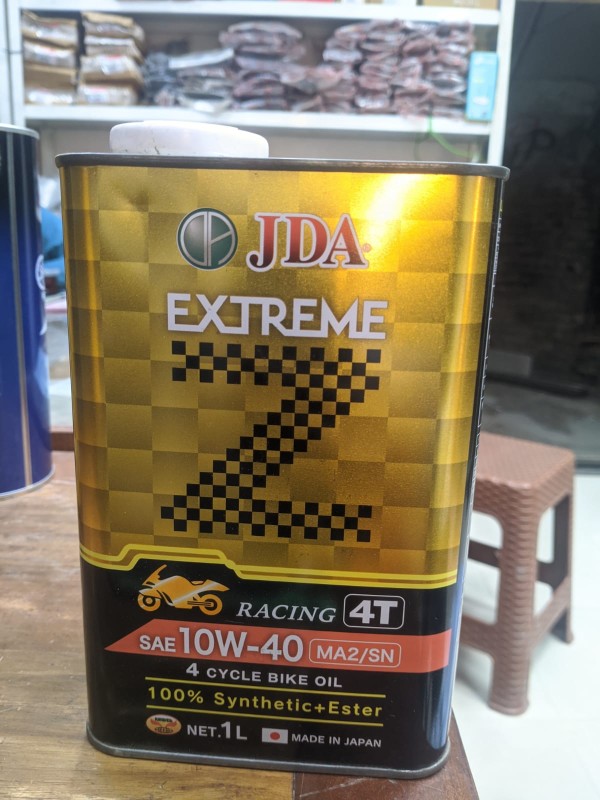 JDA
EXTREME
Z
RACING 4T
SAE 10W-40 MA2/SN
4 CYCLE BIKE OIL
100% Synthetic+Ester
NET.1L MADE IN JAPAN